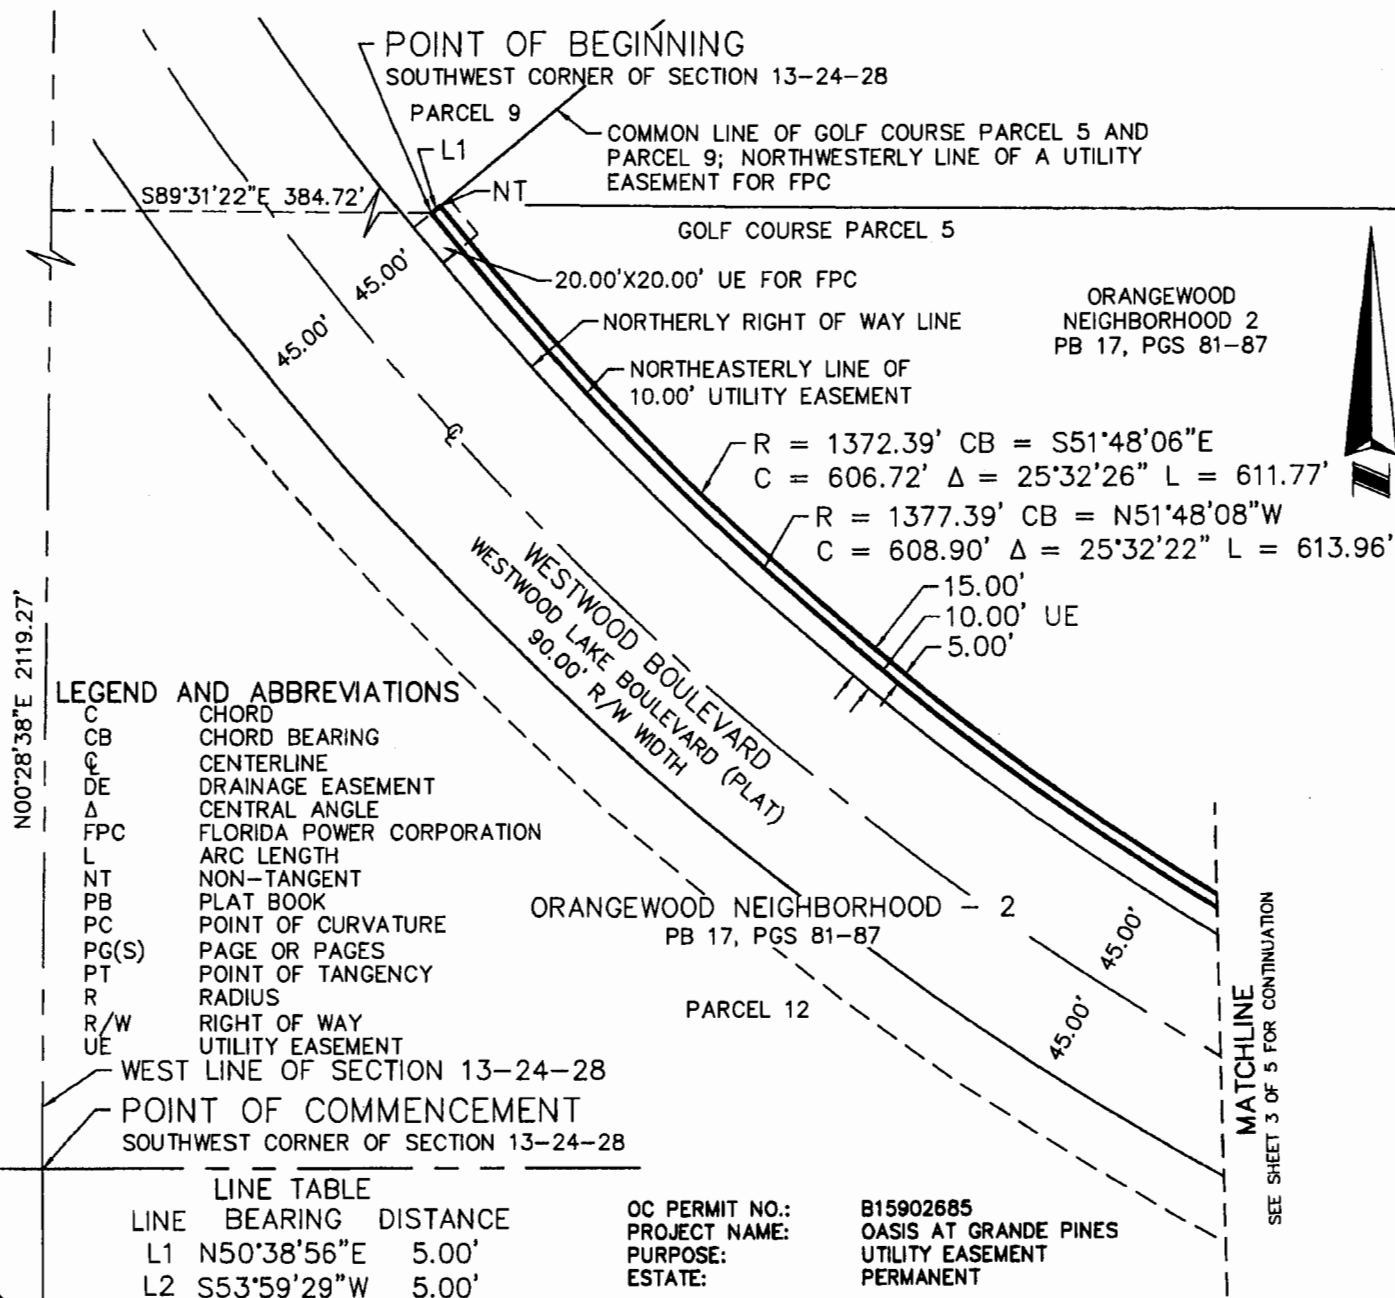 POINT OF BEGINNING
SOUTHWEST CORNER OF SECTION 13-24-28
PARCEL 9
COMMON LINE OF GOLF COURSE PARCEL 5 AND
PARCEL 9; NORTHWESTERLY LINE OF A UTILITY
EASEMENT FOR FPC
L1
NT
S89°31'22"E 384.72'
GOLF COURSE PARCEL 5
45.00'
45.00'
20.00'X20.00' UE FOR FPC
ORANGEWOOD
NEIGHBORHOOD 2
PB 17, PGS 81-87
NORTHERLY RIGHT OF WAY LINE
NORTHEASTERLY LINE OF
10.00' UTILITY EASEMENT
℄
R = 1372.39' CB = S51°48'06"E
C = 606.72' Δ = 25°32'26" L = 611.77'
R = 1377.39' CB = N51°48'08"W
C = 608.90' Δ = 25°32'22" L = 613.96'
15.00'
10.00' UE
5.00'
WESTWOOD BOULEVARD
WESTWOOD LAKE BOULEVARD (PLAT)
90.00' R/W WIDTH
N00°28'38"E 2119.27'
LEGEND AND ABBREVIATIONS
C CHORD
CB CHORD BEARING
℄ CENTERLINE
DE DRAINAGE EASEMENT
Δ CENTRAL ANGLE
FPC FLORIDA POWER CORPORATION
L ARC LENGTH
NT NON-TANGENT
PB PLAT BOOK
PC POINT OF CURVATURE
PG(S) PAGE OR PAGES
PT POINT OF TANGENCY
R RADIUS
R/W RIGHT OF WAY
UE UTILITY EASEMENT
ORANGEWOOD NEIGHBORHOOD - 2
PB 17, PGS 81-87
PARCEL 12
45.00'
45.00'
MATCHLINE
SEE SHEET 3 OF 5 FOR CONTINUATION
WEST LINE OF SECTION 13-24-28
POINT OF COMMENCEMENT
SOUTHWEST CORNER OF SECTION 13-24-28
LINE TABLE
LINE BEARING DISTANCE
L1 N50°38'56"E 5.00'
L2 S53°59'29"W 5.00'
OC PERMIT NO.: B15902685
PROJECT NAME: OASIS AT GRANDE PINES
PURPOSE: UTILITY EASEMENT
ESTATE: PERMANENT